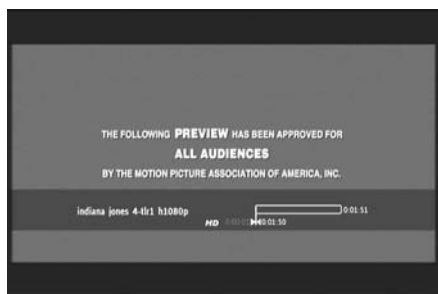 THE FOLLOWING PREVIEW HAS BEEN APPROVED FOR
ALL AUDIENCES
BY THE MOTION PICTURE ASSOCIATION OF AMERICA, INC.
indiana jones 4-tlr1 h1080p
0:01:51
HD
0:01:50